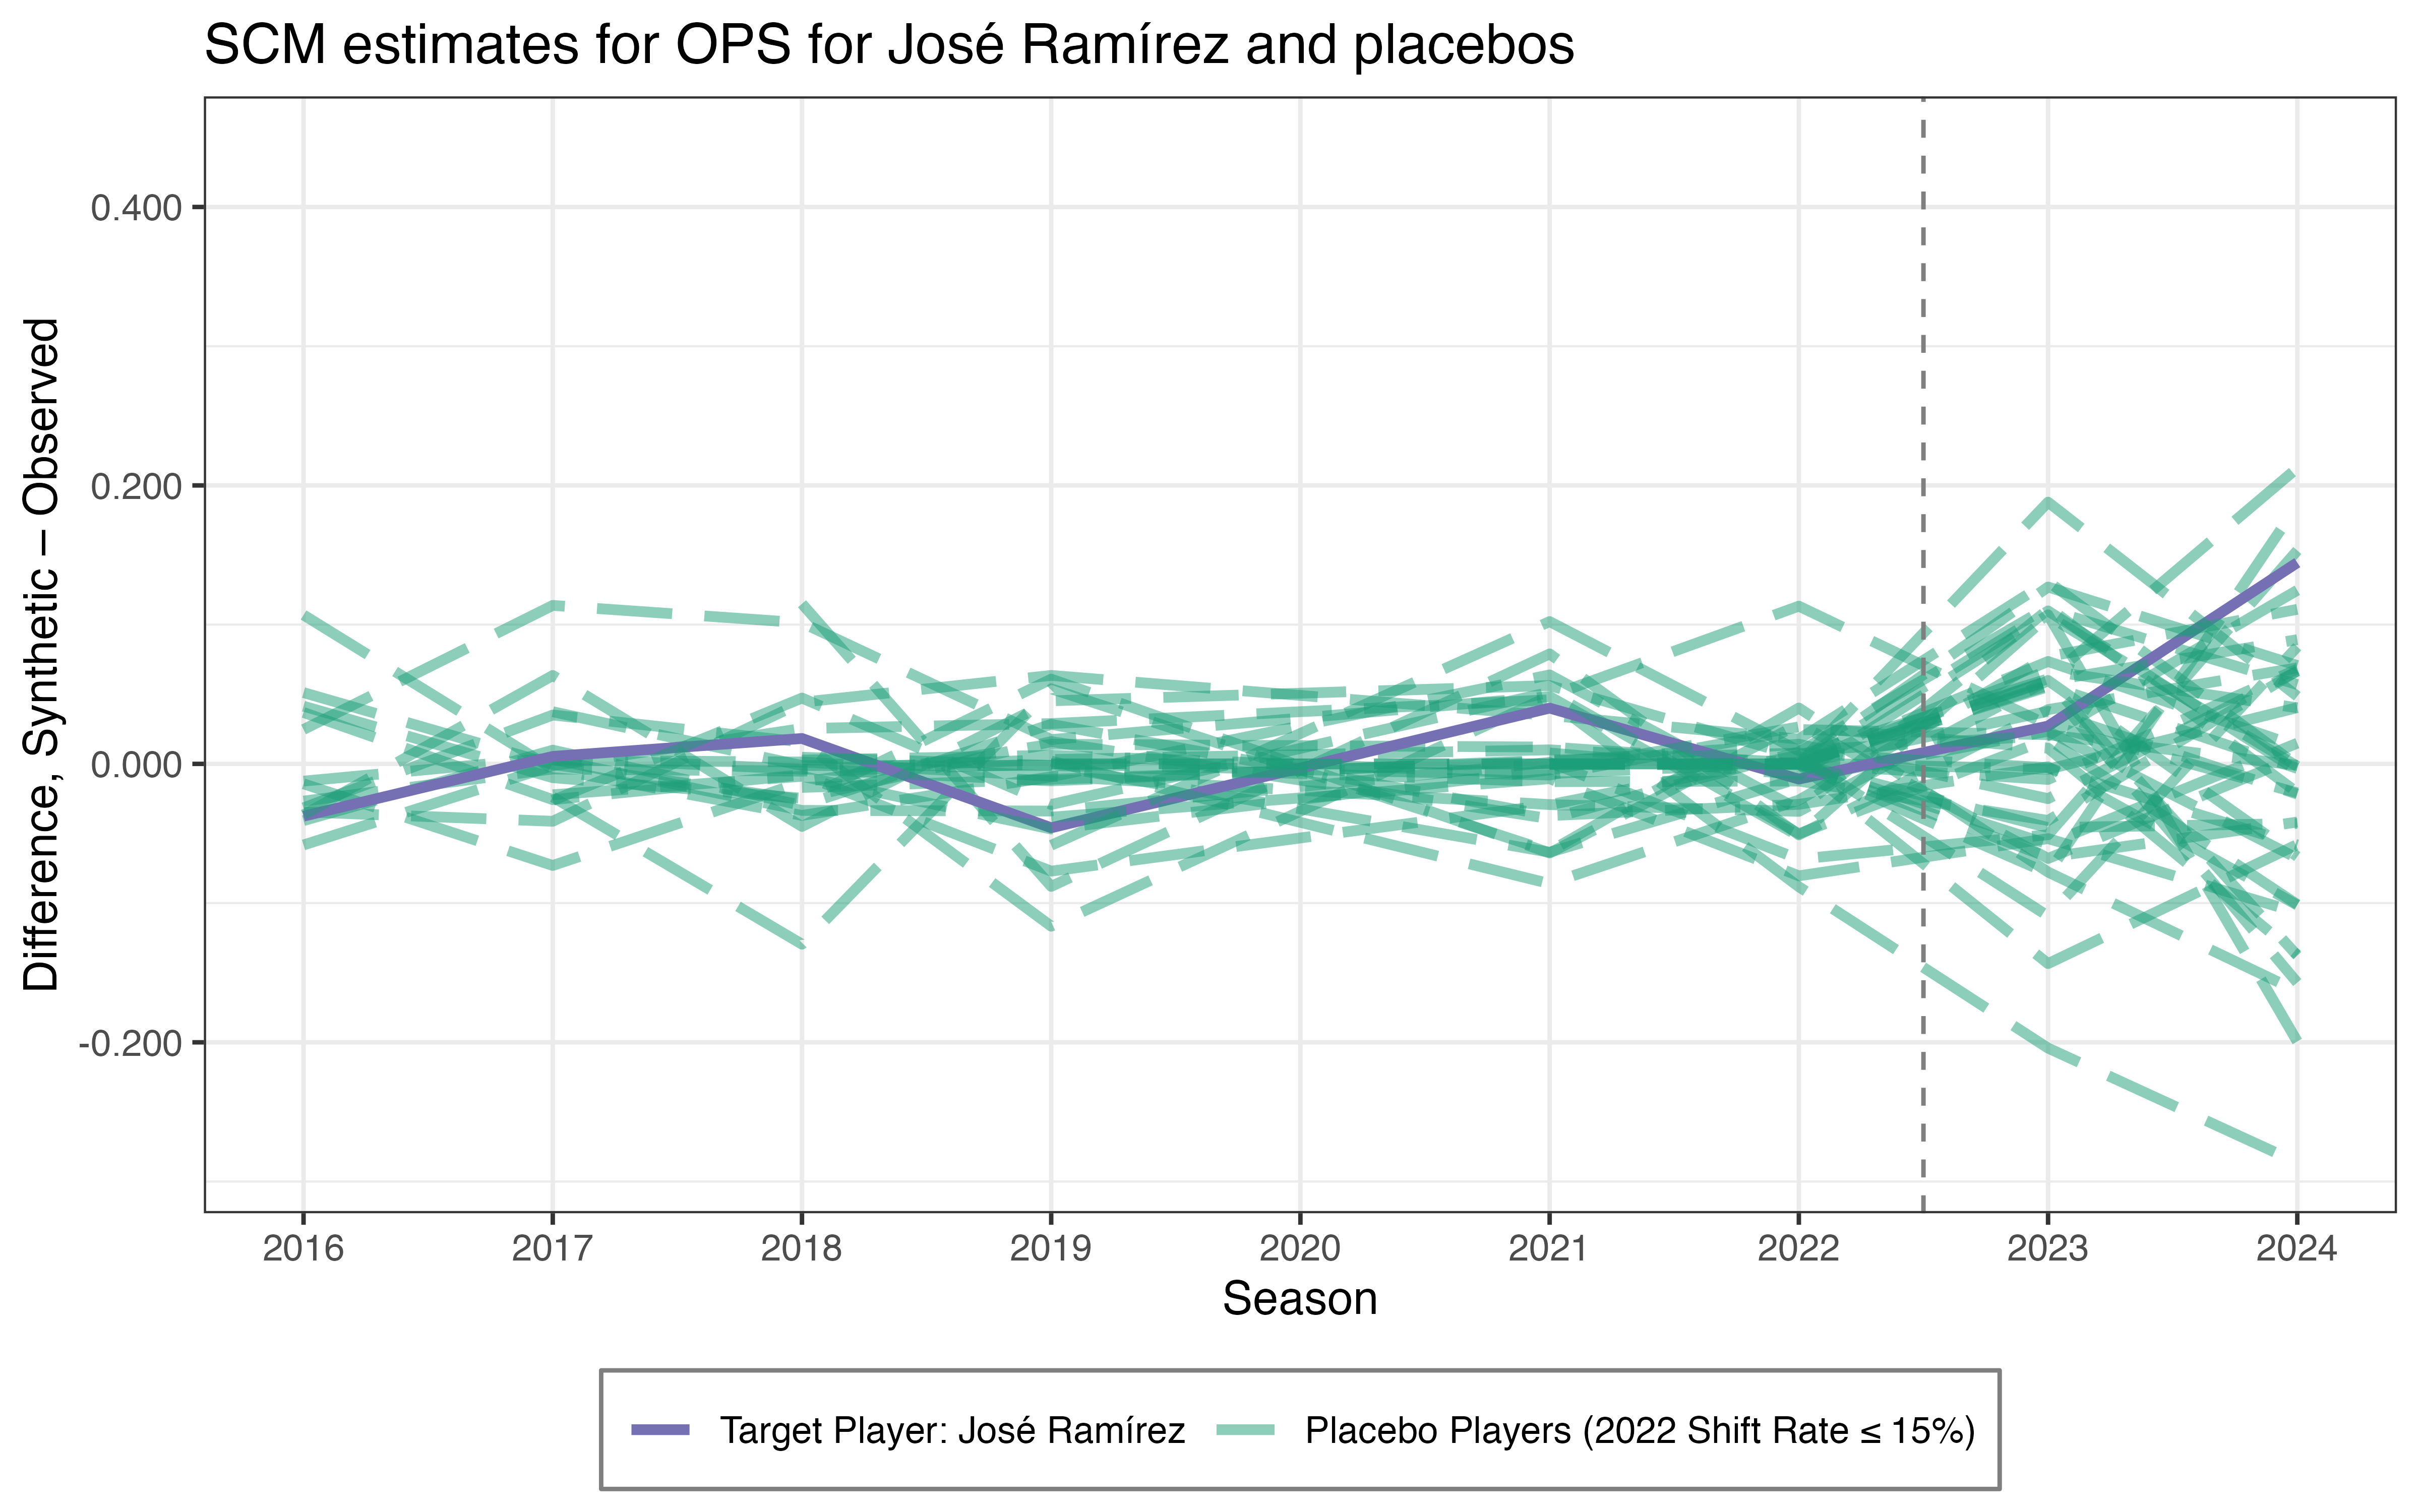 SCM estimates for OPS for José Ramírez and placebos
Difference, Synthetic – Observed
0.400
0.200
0.000
-0.200
2016 2017 2018 2019 2020 2021 2022 2023 2024
Season
Target Player: José Ramírez Placebo Players (2022 Shift Rate ≤ 15%)